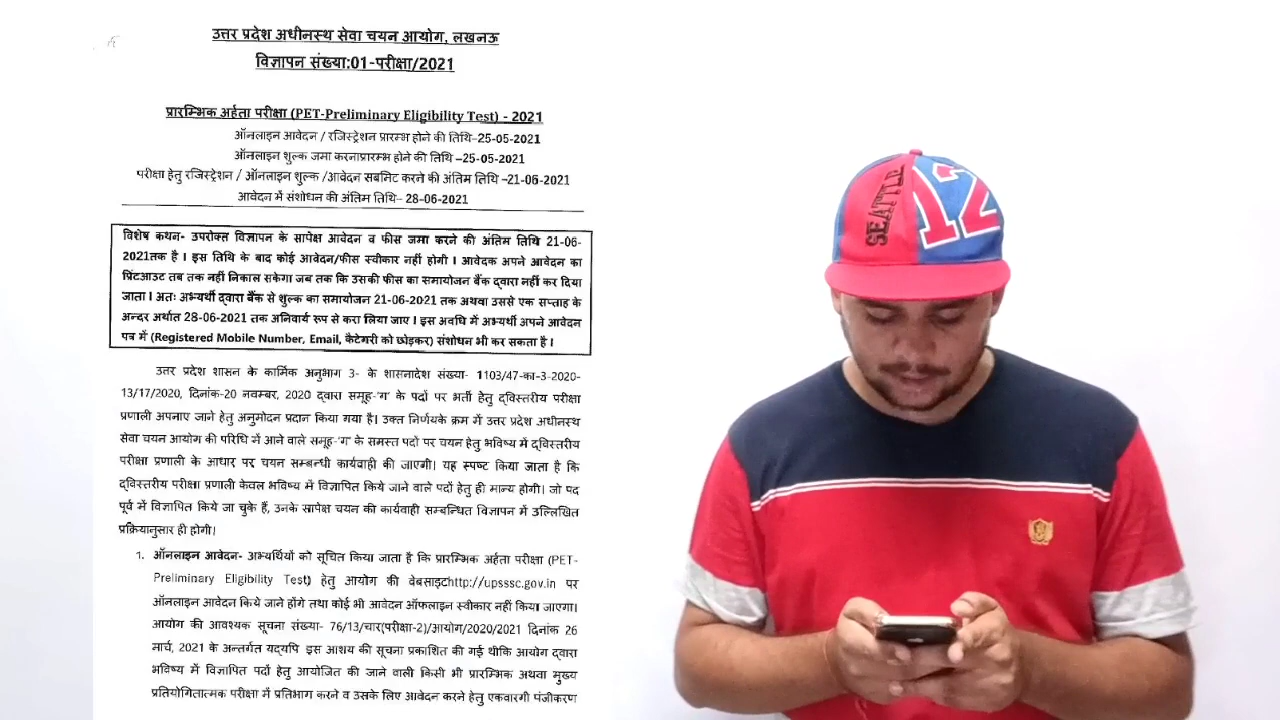 उत्तर प्रदेश अधीनस्थ सेवा चयन आयोग, लखनऊ
विज्ञापन संख्या:01-परीक्षा/2021
प्रारम्भिक अर्हता परीक्षा (PET-Preliminary Eligibility Test) - 2021
ऑनलाइन आवेदन / रजिस्ट्रेशन प्रारम्भ होने की तिथि–25-05-2021
ऑनलाइन शुल्क जमा करनाप्रारम्भ होने की तिथि –25-05-2021
परीक्षा हेतु रजिस्ट्रेशन / ऑनलाइन शुल्क /आवेदन सबमिट करने की अंतिम तिथि –21-06-2021
आवेदन में संशोधन की अंतिम तिथि– 28-06-2021
विशेष कथन- उपरोक्त विज्ञापन के सापेक्ष आवेदन व फीस जमा करने की अंतिम तिथि 21-06-
2021तक है । इस तिथि के बाद कोई आवेदन/फीस स्वीकार नहीं होगी । आवेदक अपने आवेदन का
प्रिंटआउट तब तक नहीं निकाल सकेगा जब तक कि उसकी फीस का समायोजन बैंक द्वारा नहीं कर दिया
जाता । अतः अभ्यर्थी द्वारा बैंक से शुल्क का समायोजन 21-06-2021 तक अथवा उससे एक सप्ताह के
अन्दर अर्थात 28-06-2021 तक अनिवार्य रूप से करा लिया जाए । इस अवधि में अभ्यर्थी अपने आवेदन
पत्र में (Registered Mobile Number, Email, कैटेगरी को छोड़कर) संशोधन भी कर सकता है ।
उत्तर प्रदेश शासन के कार्मिक अनुभाग 3- के शासनादेश संख्या- 1103/47-का-3-2020-
13/17/2020, दिनांक-20 नवम्बर, 2020 द्वारा समूह-'ग' के पदों पर भर्ती हेतु द्विस्तरीय परीक्षा
प्रणाली अपनाए जाने हेतु अनुमोदन प्रदान किया गया है। उक्त निर्णयके क्रम में उत्तर प्रदेश अधीनस्थ
सेवा चयन आयोग की परिधि में आने वाले समूह-'ग' के समस्त पदों पर चयन हेतु भविष्य में द्विस्तरीय
परीक्षा प्रणाली के आधार पर चयन सम्बन्धी कार्यवाही की जाएगी। यह स्पष्ट किया जाता है कि
द्विस्तरीय परीक्षा प्रणाली केवल भविष्य में विज्ञापित किये जाने वाले पदों हेतु ही मान्य होगी। जो पद
पूर्व में विज्ञापित किये जा चुके हैं, उनके सापेक्ष चयन की कार्यवाही सम्बन्धित विज्ञापन में उल्लिखित
प्रक्रियानुसार ही होगी।
1. ऑनलाइन आवेदन- अभ्यर्थियों को सूचित किया जाता है कि प्रारम्भिक अर्हता परीक्षा (PET-
Preliminary Eligibility Test) हेतु आयोग की वेबसाइटhttp://upsssc.gov.in पर
ऑनलाइन आवेदन किये जाने होंगे तथा कोई भी आवेदन ऑफलाइन स्वीकार नहीं किया जाएगा।
आयोग की आवश्यक सूचना संख्या- 76/13/चार(परीक्षा-2)/आयोग/2020/2021 दिनांक 26
मार्च, 2021 के अन्तर्गत यद्यपि इस आशय की सूचना प्रकाशित की गई थीकि आयोग द्वारा
भविष्य में विज्ञापित पदों हेतु आयोजित की जाने वाली किसी भी प्रारम्भिक अथवा मुख्य
प्रतियोगितात्मक परीक्षा में प्रतिभाग करने व उसके लिए आवेदन करने हेतु एकवारगी पंजीकरण
SEATTLE
12